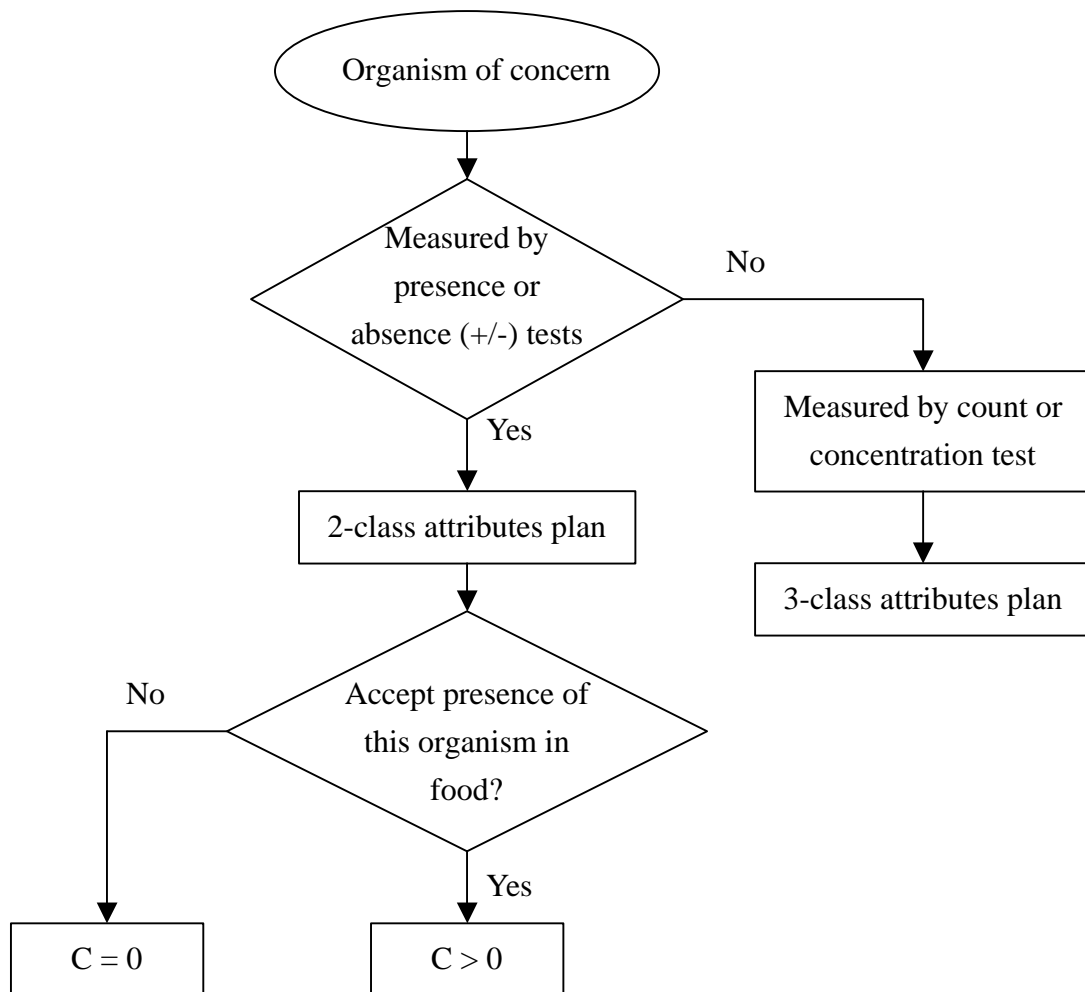 Organism of concern
Measured by
presence or
absence (+/-) tests
No
Yes
Measured by count or
concentration test
2-class attributes plan
3-class attributes plan
No
Accept presence of
this organism in
food?
Yes
C = 0
C > 0